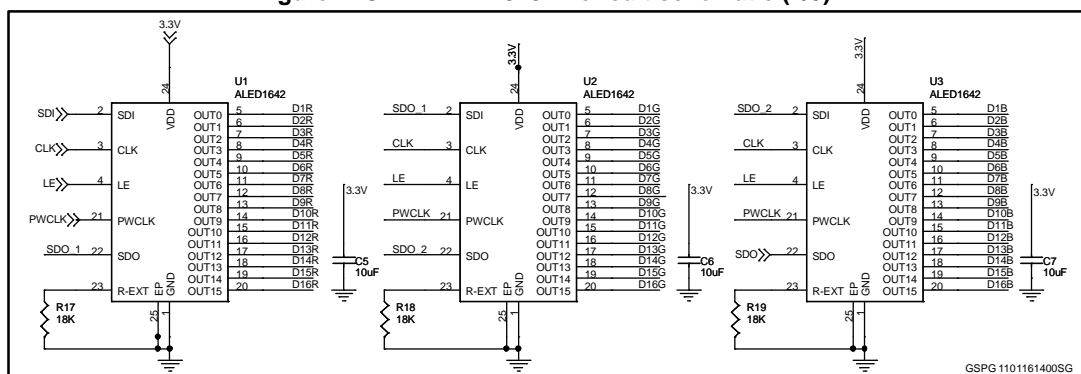 3.3V
24
U1
ALED1642
SDI 2 SDI VDD OUT0 5 D1R
OUT1 6 D2R
OUT2 7 D3R
CLK 3 CLK OUT3 8 D4R
OUT4 9 D5R
OUT5 10 D6R
LE 4 LE OUT6 11 D7R
OUT7 12 D8R
OUT8 13 D9R
PWCLK 21 PWCLK OUT9 14 D10R
OUT10 15 D11R
OUT11 16 D12R
SDO_1 22 SDO OUT12 17 D13R
OUT13 18 D14R
OUT14 19 D15R
23 R-EXT EP GND OUT15 20 D16R
R17
18K
25 1
3.3V
C5
10uF
3.3V
24
U2
ALED1642
SDO_1 2 SDI VDD OUT0 5 D1G
OUT1 6 D2G
OUT2 7 D3G
CLK 3 CLK OUT3 8 D4G
OUT4 9 D5G
OUT5 10 D6G
LE 4 LE OUT6 11 D7G
OUT7 12 D8G
OUT8 13 D9G
PWCLK 21 PWCLK OUT9 14 D10G
OUT10 15 D11G
OUT11 16 D12G
SDO_2 22 SDO OUT12 17 D13G
OUT13 18 D14G
OUT14 19 D15G
23 R-EXT EP GND OUT15 20 D16G
R18
18K
25 1
3.3V
C6
10uF
3.3V
24
U3
ALED1642
SDO_2 2 SDI VDD OUT0 5 D1B
OUT1 6 D2B
OUT2 7 D3B
CLK 3 CLK OUT3 8 D4B
OUT4 9 D5B
OUT5 10 D6B
LE 4 LE OUT6 11 D7B
OUT7 12 D8B
OUT8 13 D9B
PWCLK 21 PWCLK OUT9 14 D10B
OUT10 15 D11B
OUT11 16 D12B
SDO 22 SDO OUT12 17 D13B
OUT13 18 D14B
OUT14 19 D15B
23 R-EXT EP GND OUT15 20 D16B
R19
18K
25 1
3.3V
C7
10uF
GSPG1101161400SG